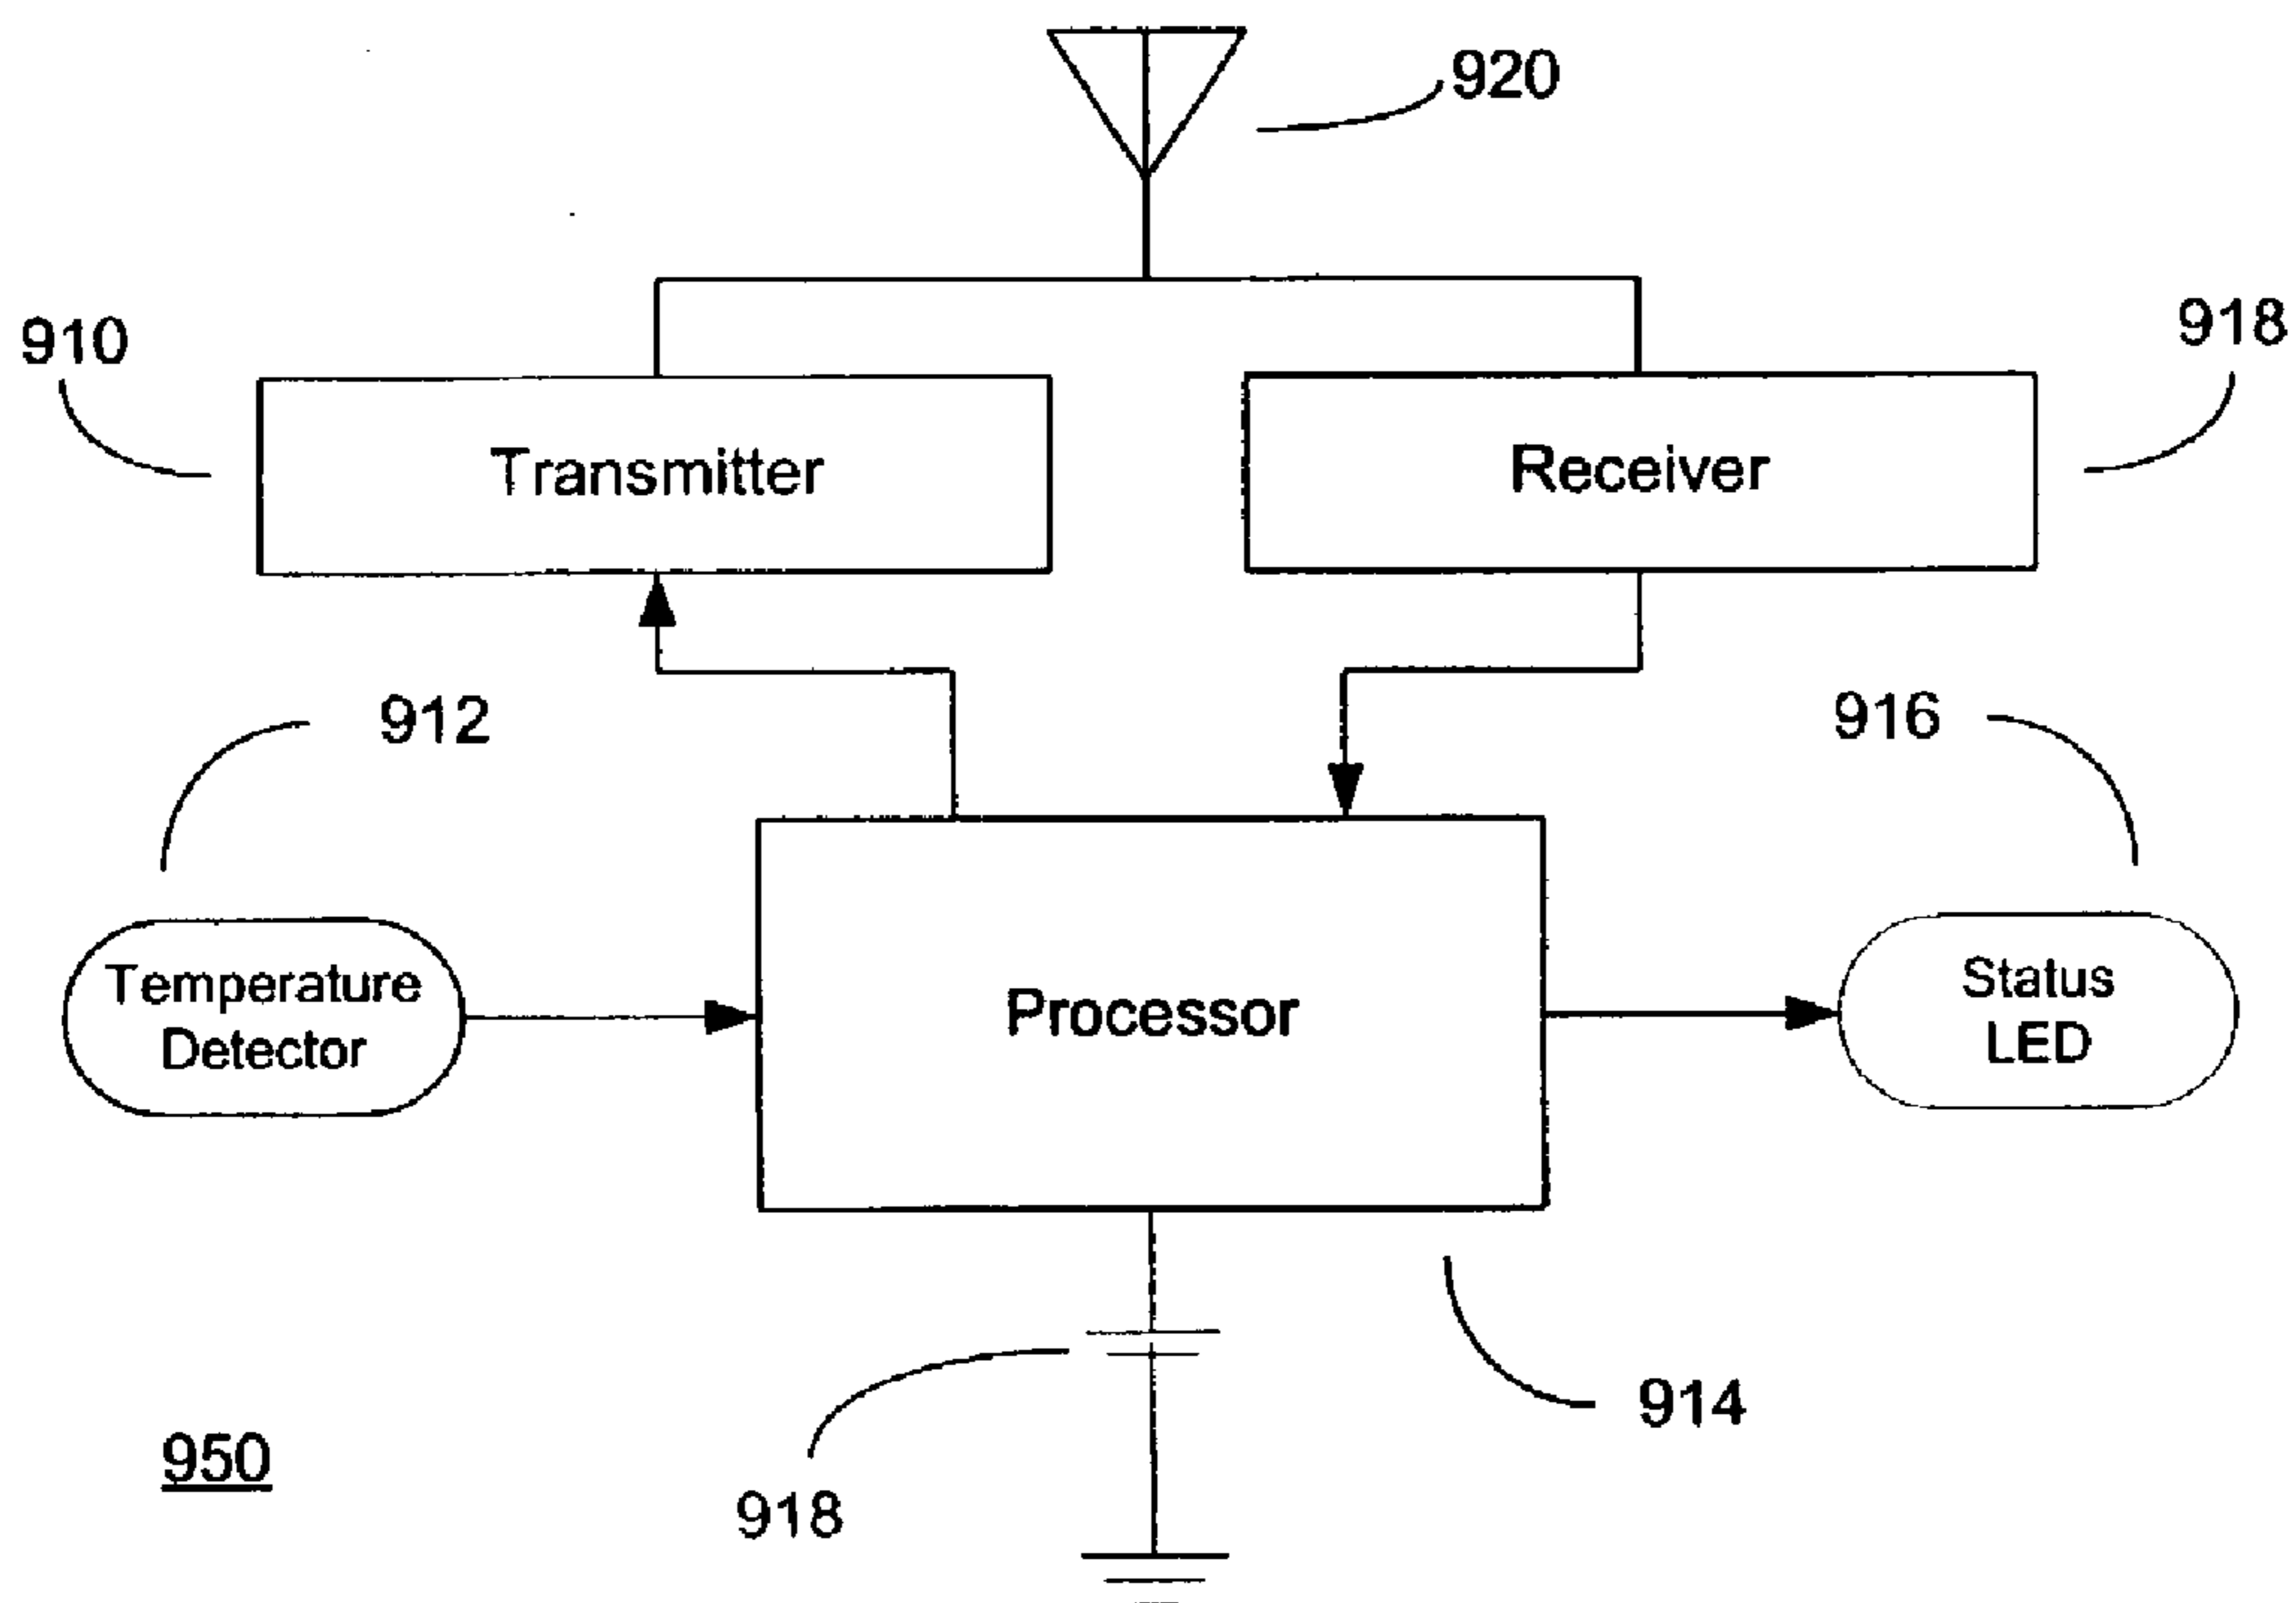 920
910
918
Transmitter
Receiver
912
916
Temperature
Detector
Processor
Status
LED
914
950
918